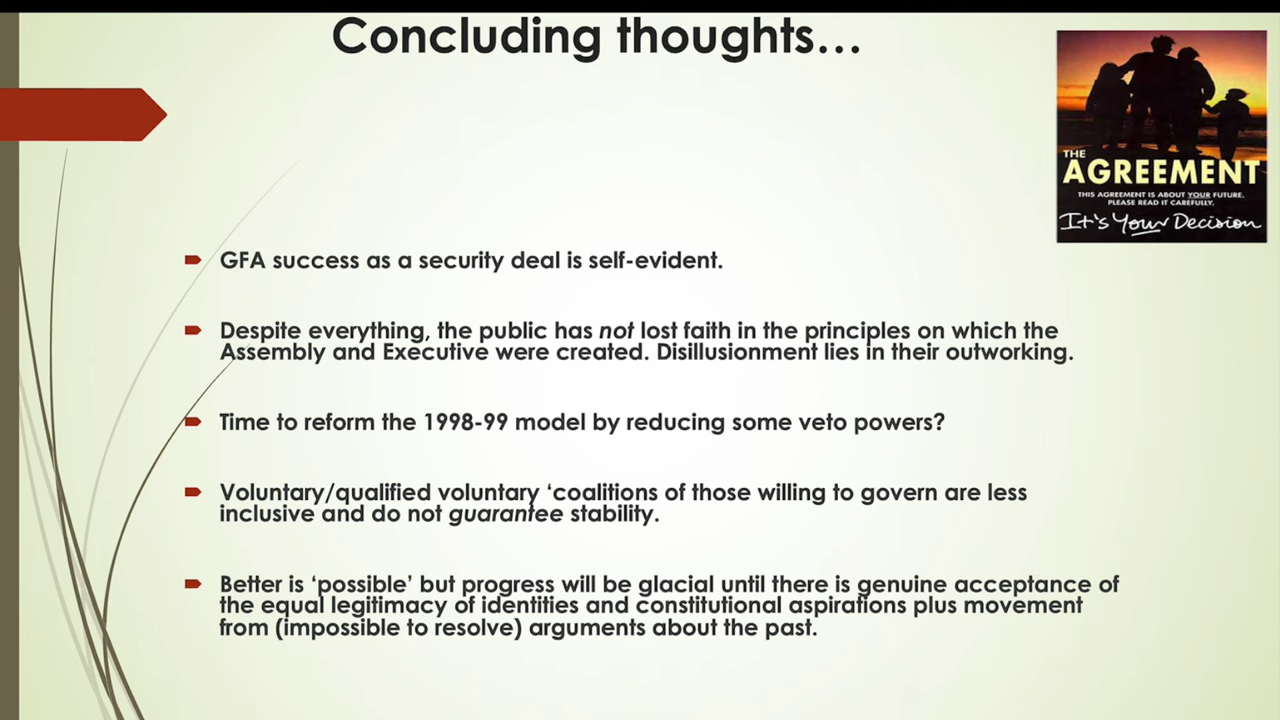 Concluding thoughts…
THE
AGREEMENT
THIS AGREEMENT IS ABOUT YOUR FUTURE.
PLEASE READ IT CAREFULLY.
It's Your Decision
GFA success as a security deal is self-evident.
Despite everything, the public has not lost faith in the principles on which the
Assembly and Executive were created. Disillusionment lies in their outworking.
Time to reform the 1998-99 model by reducing some veto powers?
Voluntary/qualified voluntary ‘coalitions of those willing to govern are less
inclusive and do not guarantee stability.
Better is ‘possible’ but progress will be glacial until there is genuine acceptance of
the equal legitimacy of identities and constitutional aspirations plus movement
from (impossible to resolve) arguments about the past.